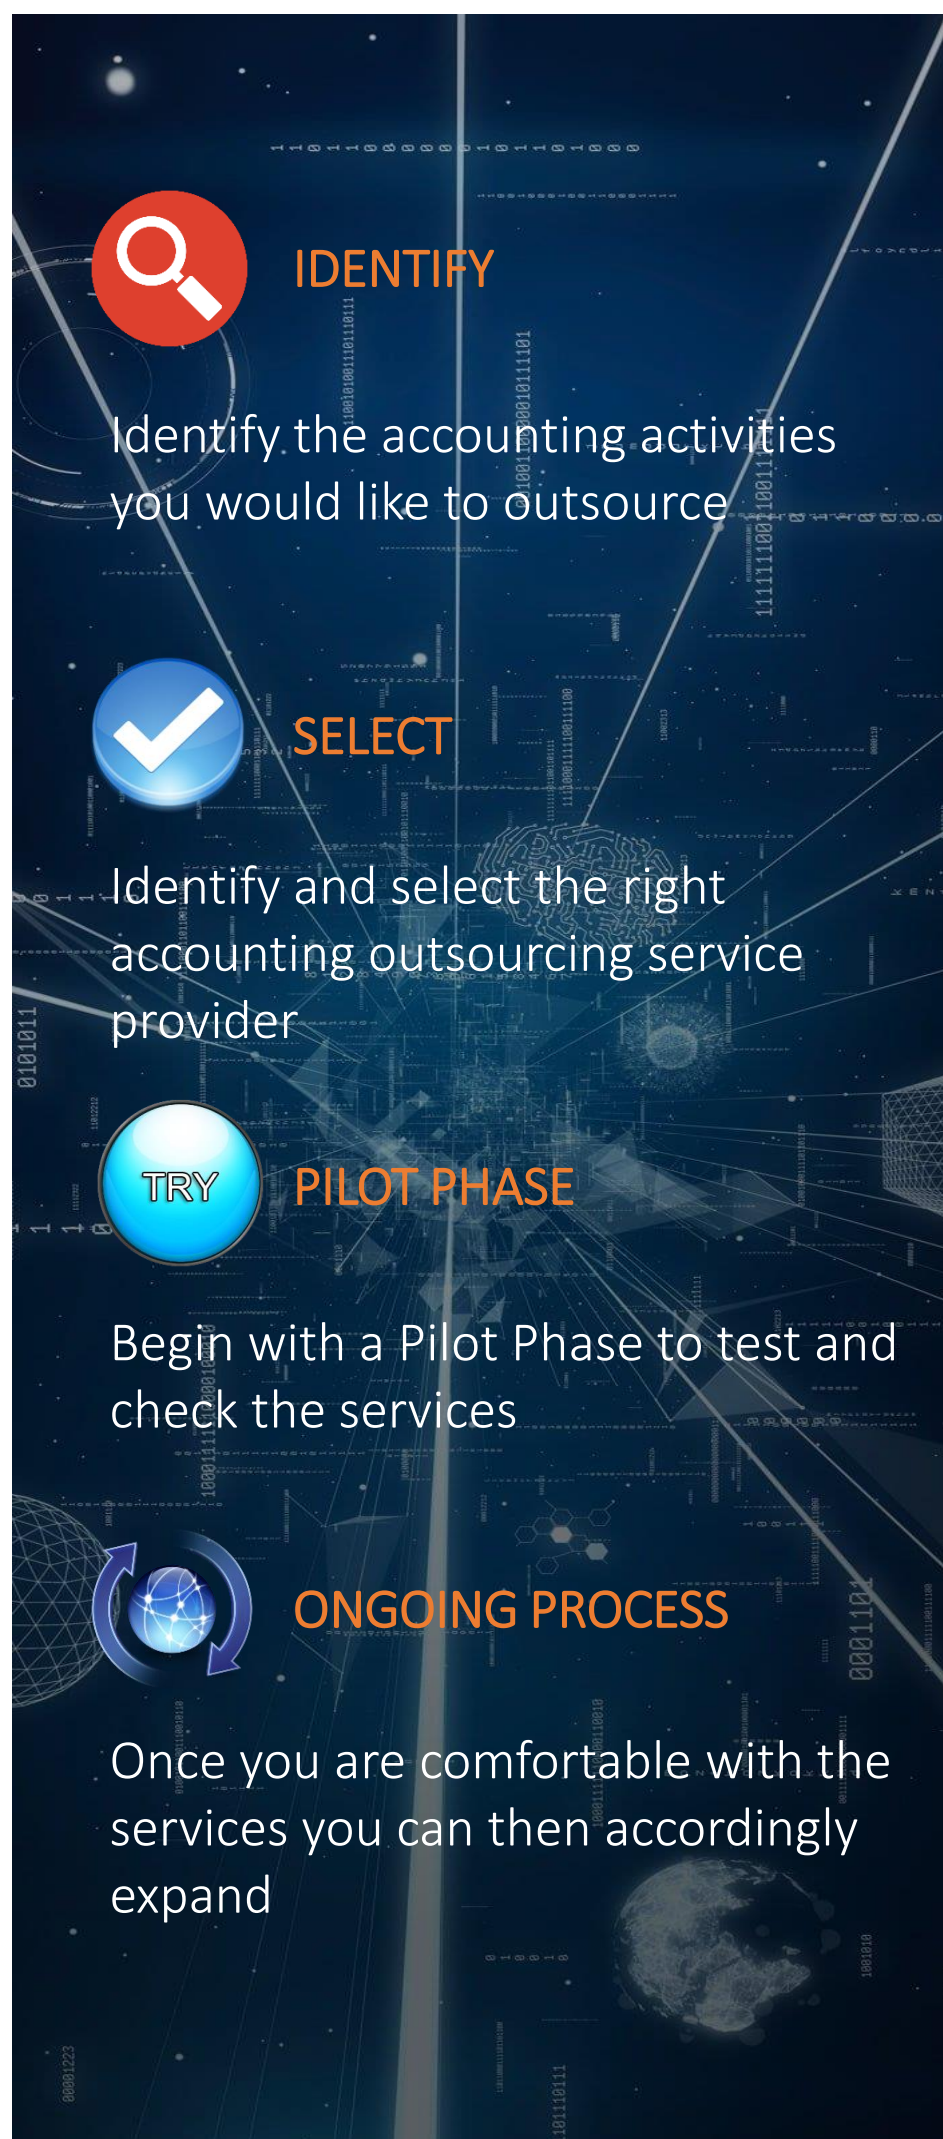 IDENTIFY
Identify the accounting activities
you would like to outsource
SELECT
Identify and select the right
accounting outsourcing service
provider
TRY
PILOT PHASE
Begin with a Pilot Phase to test and
check the services
ONGOING PROCESS
Once you are comfortable with the
services you can then accordingly
expand